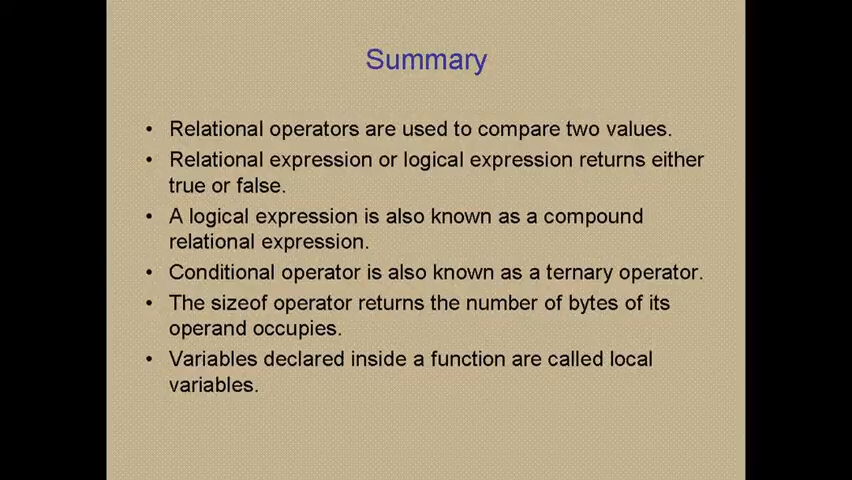 Summary
• Relational operators are used to compare two values.
• Relational expression or logical expression returns either
true or false.
• A logical expression is also known as a compound
relational expression.
• Conditional operator is also known as a ternary operator.
• The sizeof operator returns the number of bytes of its
operand occupies.
• Variables declared inside a function are called local
variables.